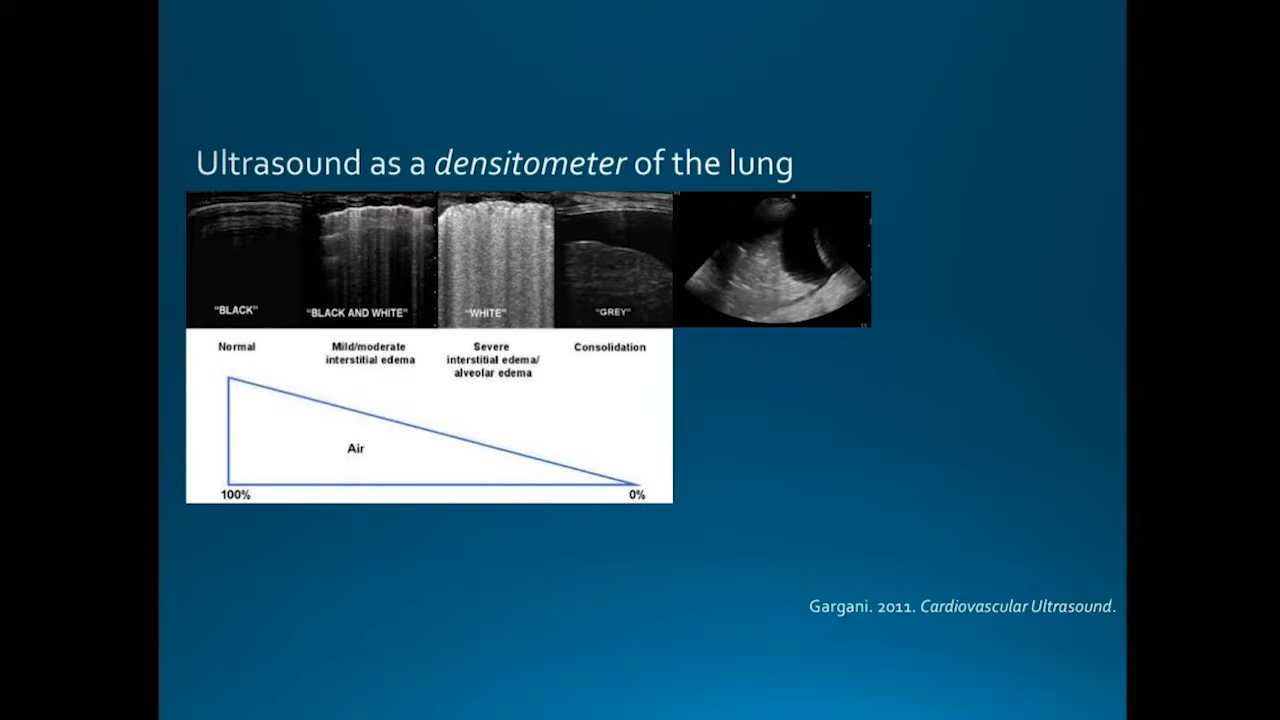 Ultrasound as a densitometer of the lung
"BLACK"
"BLACK AND WHITE"
"WHITE"
"GREY"
Normal
Mild/moderate
interstitial edema
Severe
interstitial edema/
alveolar edema
Consolidation
Air
100%
0%
Gargani. 2011. Cardiovascular Ultrasound.